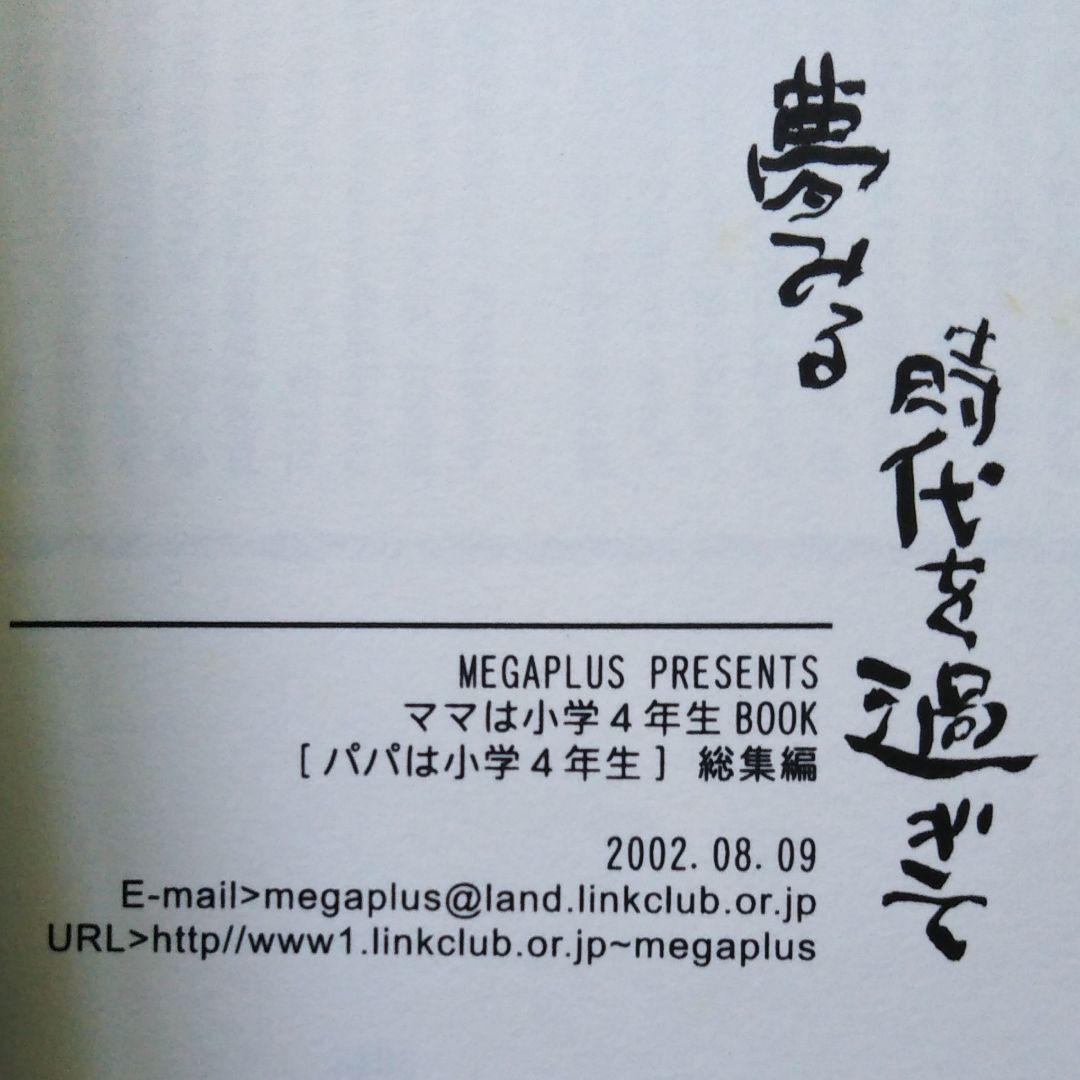 夢みる
時代を過ぎて
MEGAPLUS PRESENTS
ママは小学４年生 BOOK
[パパは小学４年生] 総集編
2002.08.09
E-mail>megaplus@land.linkclub.or.jp
URL>http//www1.linkclub.or.jp~megaplus